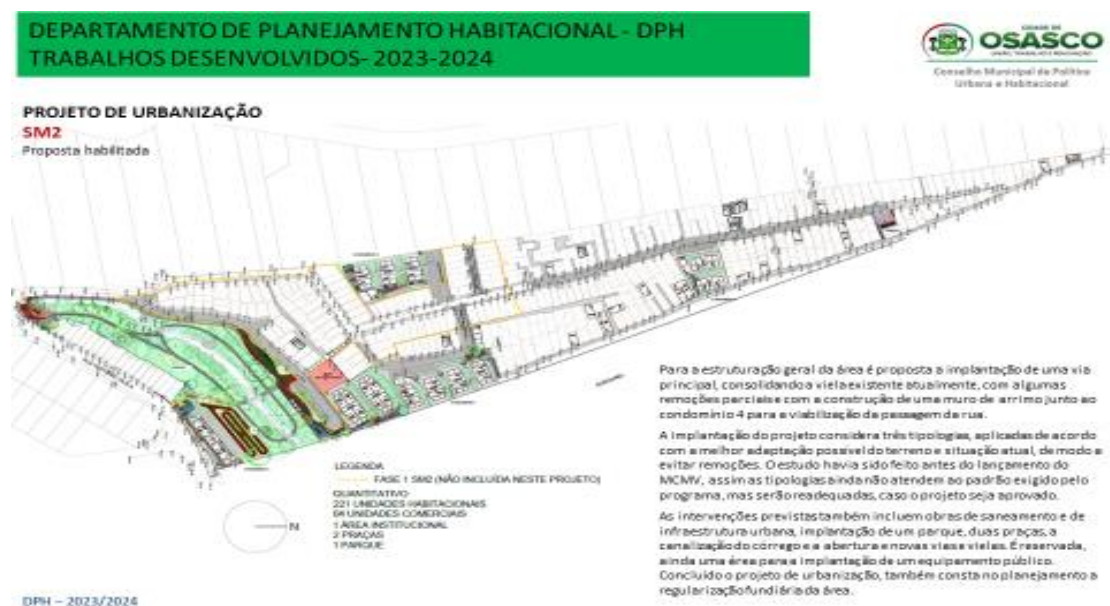 DEPARTAMENTO DE PLANEJAMENTO HABITACIONAL - DPH
TRABALHOS DESENVOLVIDOS- 2023-2024
CIDADE DE
OSASCO
Conselho Municipal de Política
Urbana e Habitacional
PROJETO DE URBANIZAÇÃO
SM2
Proposta habilitada
Para a estruturação geral da área é proposta a implantação de uma via
principal, consolidando a viela existente atualmente, com algumas
remoções parciais e com a construção de uma muro de arrimo junto ao
condomínio 4 para a viabilização da passagem da rua.
A implantação do projeto considera três tipologias, aplicadas de acordo
com a melhor adaptação possível do terreno e situação atual, de modo a
evitar remoções. O estudo havia sido feito antes do lançamento do
MCMV, assim as tipologias ainda não atendem ao padrão exigido pelo
programa, mas serão readequadas, caso o projeto seja aprovado.
As intervenções previstas também incluem obras de saneamento e de
infraestrutura urbana, implantação de um parque, duas praças, a
canalização do córrego e a abertura e novas vias e vielas. É reservada,
ainda uma área para a implantação de um equipamento público.
Concluído o projeto de urbanização, também consta no planejamento a
regularização fundiária da área.
LEGENDA
FASE 1 SM2 (NÃO INCLUÍDA NESTE PROJETO)
QUANTITATIVO
221 UNIDADES HABITACIONAIS
64 UNIDADES COMERCIAIS
1 ÁREA INSTITUCIONAL
2 PRAÇAS
1 PARQUE
N
DPH – 2023/2024